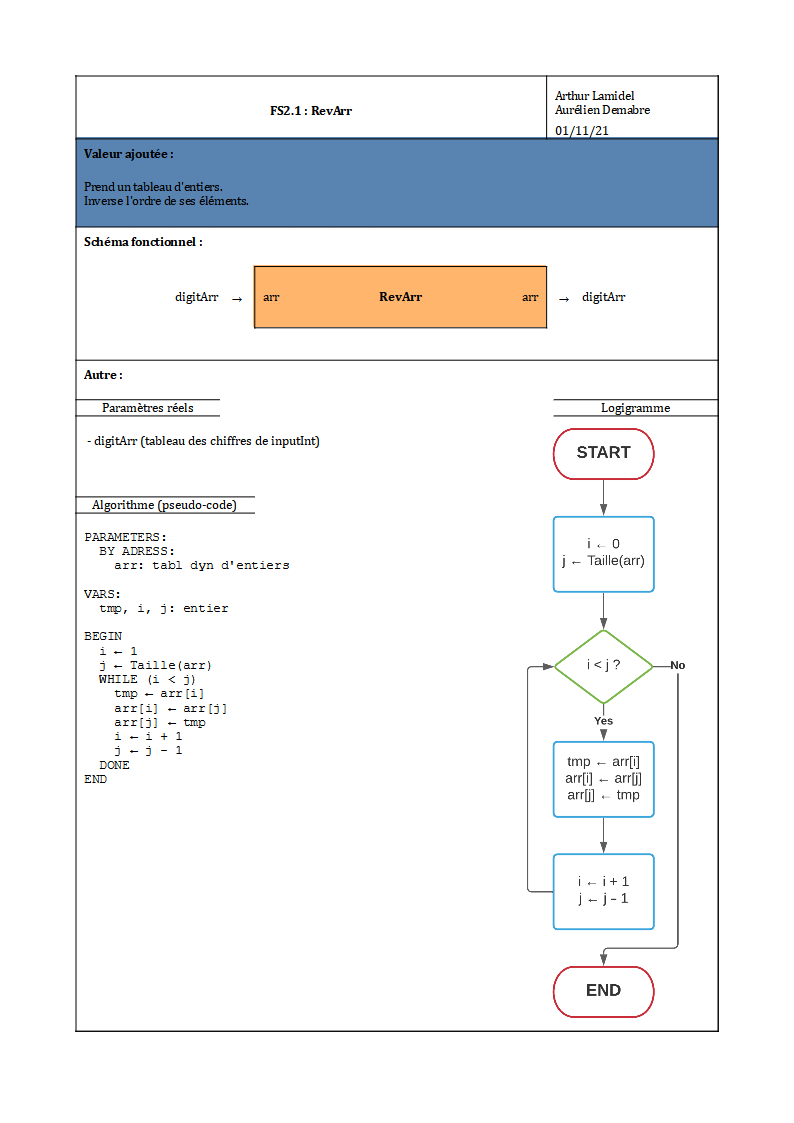 FS2.1 : RevArr
Arthur Lamidel
Aurélien Demabre
01/11/21
Valeur ajoutée :
Prend un tableau d'entiers.
Inverse l'ordre de ses éléments.
Schéma fonctionnel :
digitArr → arr RevArr arr → digitArr
Autre :
Paramètres réels
- digitArr (tableau des chiffres de inputInt)
Algorithme (pseudo-code)
PARAMETERS:
BY ADRESS:
arr: tabl dyn d'entiers
VARS:
tmp, i, j: entier
BEGIN
i ← 1
j ← Taille(arr)
WHILE (i < j)
tmp ← arr[i]
arr[i] ← arr[j]
arr[j] ← tmp
i ← i + 1
j ← j - 1
DONE
END
Logigramme
START
i ← 0
j ← Taille(arr)
i < j ?
No
Yes
tmp ← arr[i]
arr[i] ← arr[j]
arr[j] ← tmp
i ← i + 1
j ← j - 1
END